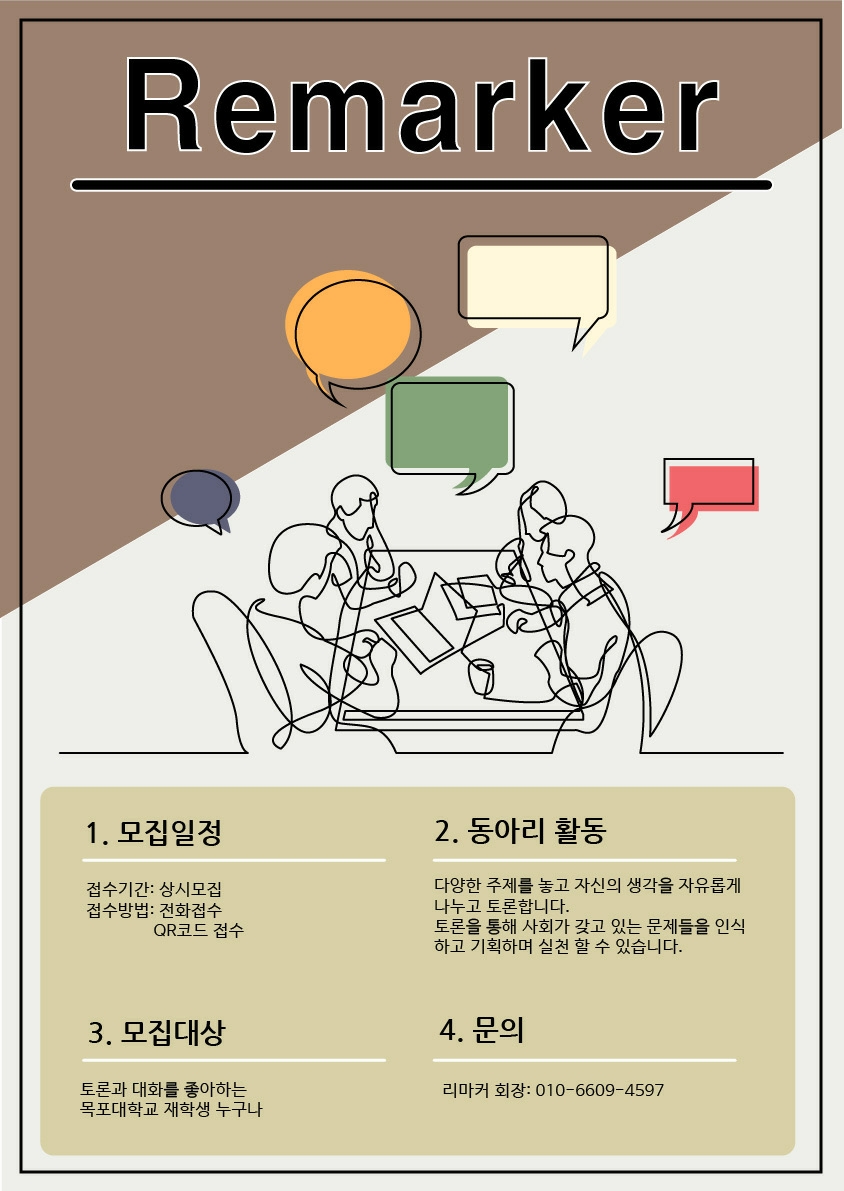 Remarker
1. 모집일정
접수기간: 상시모집
접수방법: 전화접수
QR코드 접수
2. 동아리 활동
다양한 주제를 놓고 자신의 생각을 자유롭게
나누고 토론합니다.
토론을 통해 사회가 갖고 있는 문제들을 인식
하고 기획하며 실천 할 수 있습니다.
3. 모집대상
토론과 대화를 좋아하는
목포대학교 재학생 누구나
4. 문의
리마커 회장: 010-6609-4597